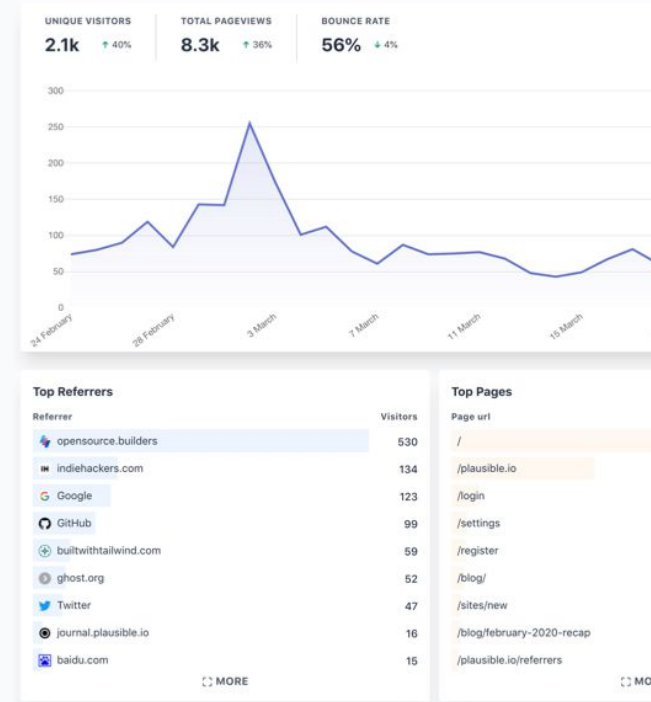 UNIQUE VISITORS TOTAL PAGEVIEWS BOUNCE RATE
2.1k ↑ 40% 8.3k ↑ 36% 56% ↓ 4%
300
250
200
150
100
50
0
24 February 28 February 3 March 7 March 11 March 15 March
Top Referrers
Referrer Visitors
opensource.builders 530
IH indiehackers.com 134
G Google 123
GitHub 99
builtwithtailwind.com 59
ghost.org 52
Twitter 47
journal.plausible.io 16
baidu.com 15
MORE
Top Pages
Page url
/
/plausible.io
/login
/settings
/register
/blog/
/sites/new
/blog/february-2020-recap
/plausible.io/referrers
MO